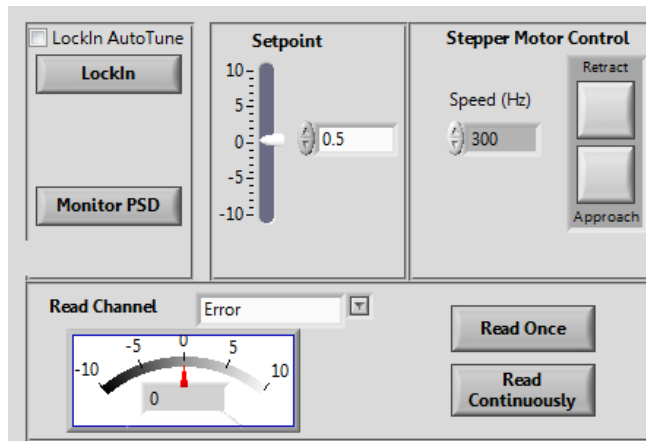 LockIn AutoTune
LockIn
Monitor PSD
Setpoint
10
5
0
-5
-10
0.5
Stepper Motor Control
Speed (Hz)
300
Retract
Approach
Read Channel
Error
-10
-5
0
5
10
0
Read Once
Read
Continuously